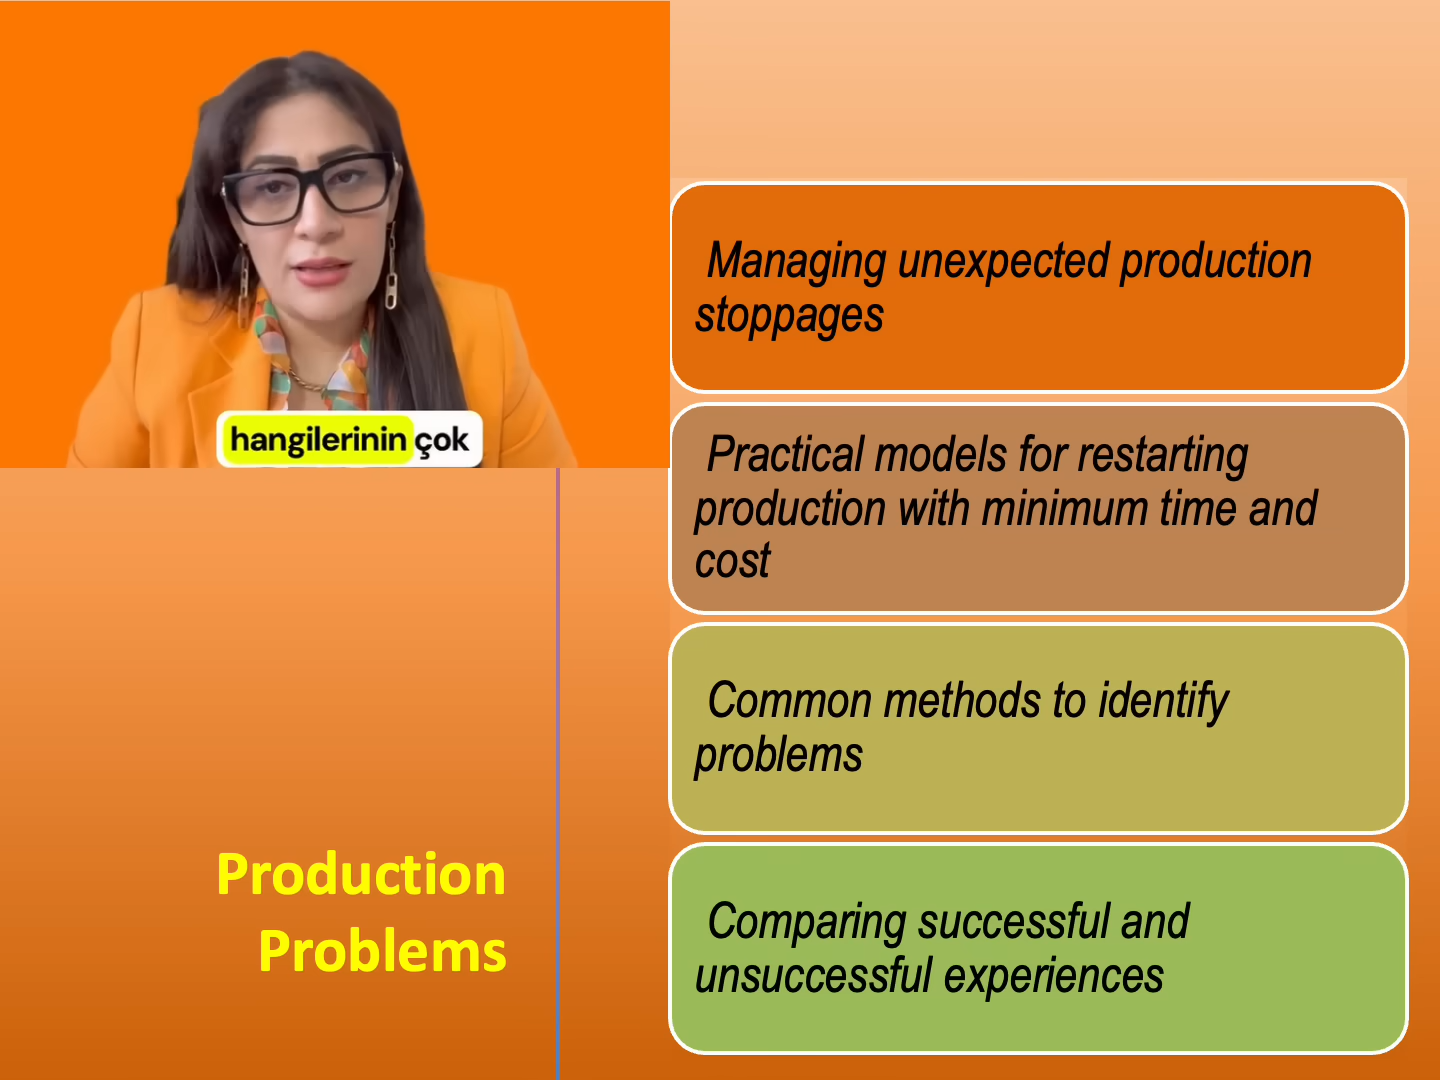 hangilerinin çok
Production
Problems
Managing unexpected production
stoppages
Practical models for restarting
production with minimum time and
cost
Common methods to identify
problems
Comparing successful and
unsuccessful experiences